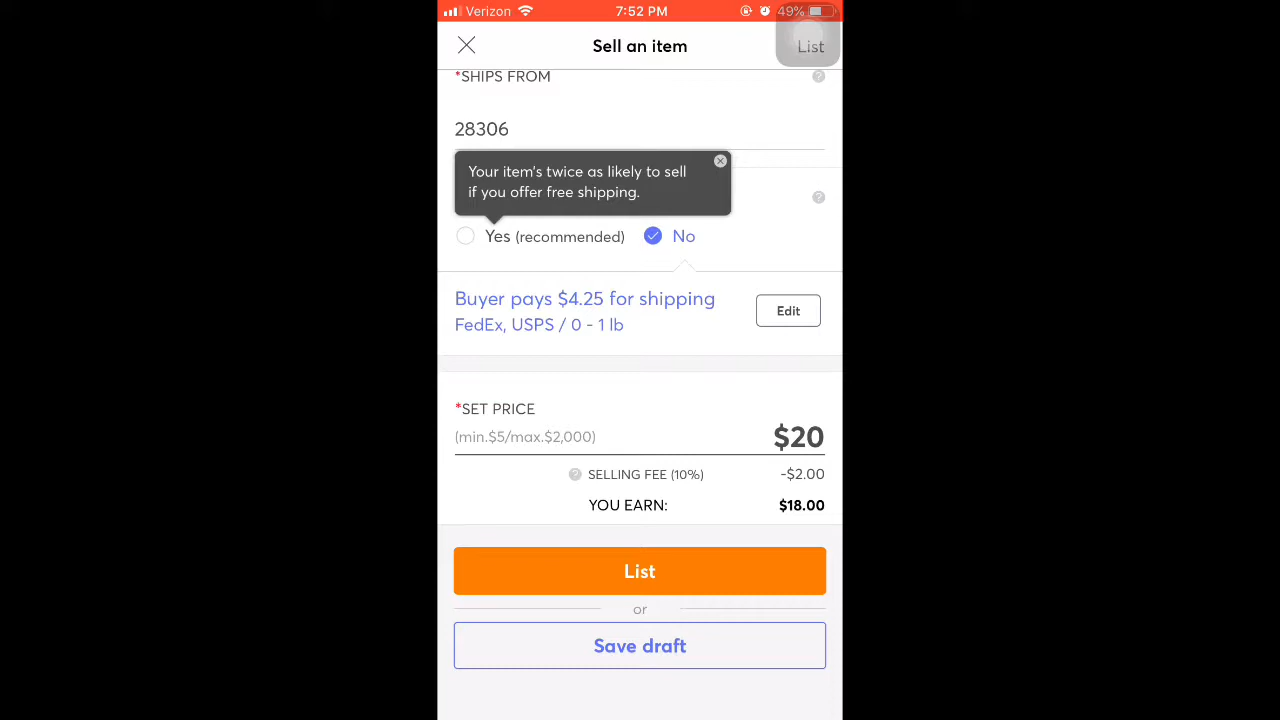 Verizon 7:52 PM 49%
Sell an item
List
*SHIPS FROM
?
28306
Your item's twice as likely to sell
if you offer free shipping.
?
Yes (recommended) No
Buyer pays $4.25 for shipping
FedEx, USPS / 0 - 1 lb
Edit
*SET PRICE
(min.$5/max.$2,000) $20
? SELLING FEE (10%) -$2.00
YOU EARN: $18.00
List
or
Save draft